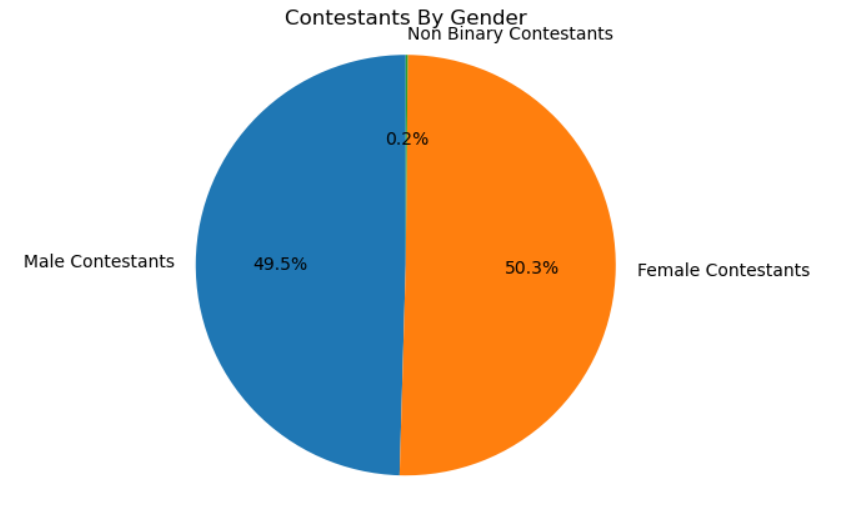 Contestants By Gender
Non Binary Contestants
0.2%
Male Contestants
49.5%
50.3%
Female Contestants